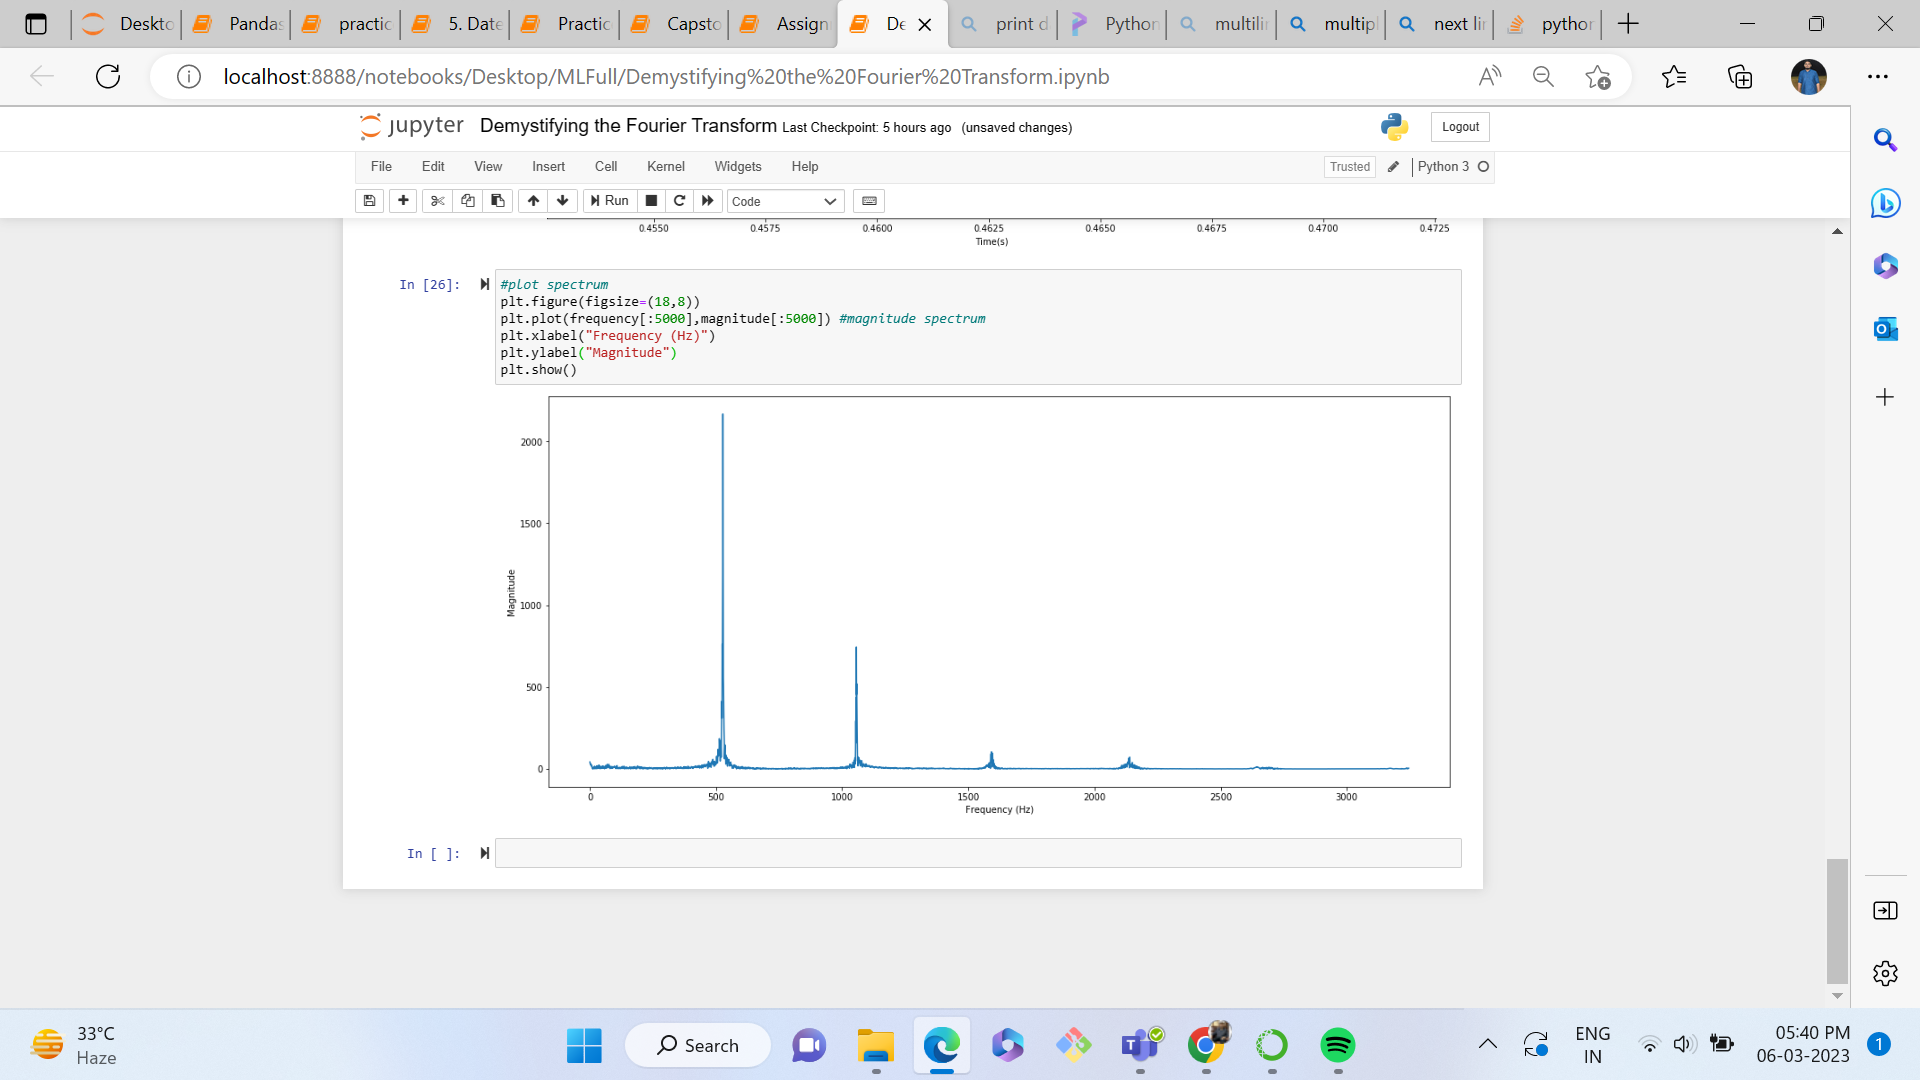 Deskto
Pandas
practic
5. Date
Practic
Capsto
Assign
De
print d
Python
multilin
multipl
next lin
python
localhost:8888/notebooks/Desktop/MLFull/Demystifying%20the%20Fourier%20Transform.ipynb
jupyter Demystifying the Fourier Transform Last Checkpoint: 5 hours ago (unsaved changes)
Logout
File Edit View Insert Cell Kernel Widgets Help
Trusted Python 3
Run Code
0.4550 0.4575 0.4600 0.4625 0.4650 0.4675 0.4700 0.4725
Time(s)
In [26]:
#plot spectrum
plt.figure(figsize=(18,8))
plt.plot(frequency[:5000],magnitude[:5000]) #magnitude spectrum
plt.xlabel("Frequency (Hz)")
plt.ylabel("Magnitude")
plt.show()
2000
1500
1000
500
0
Magnitude
0 500 1000 1500 2000 2500 3000
Frequency (Hz)
In [ ]:
33°C
Haze
Search
ENG
IN
05:40 PM
06-03-2023
1